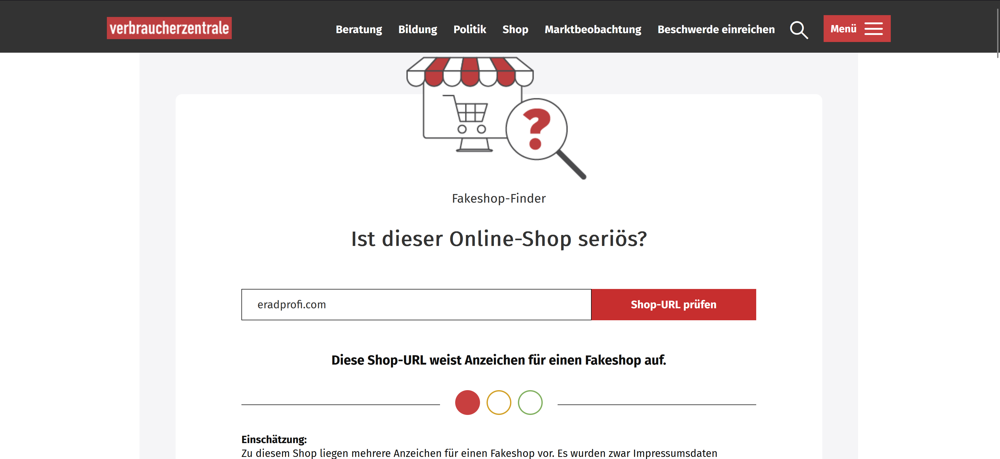 verbraucherzentrale
Beratung Bildung Politik Shop Marktbeobachtung Beschwerde einreichen Menü
?
Fakeshop-Finder
Ist dieser Online-Shop seriös?
eradprofi.com Shop-URL prüfen
Diese Shop-URL weist Anzeichen für einen Fakeshop auf.
Einschätzung:
Zu diesem Shop liegen mehrere Anzeichen für einen Fakeshop vor. Es wurden zwar Impressumsdaten